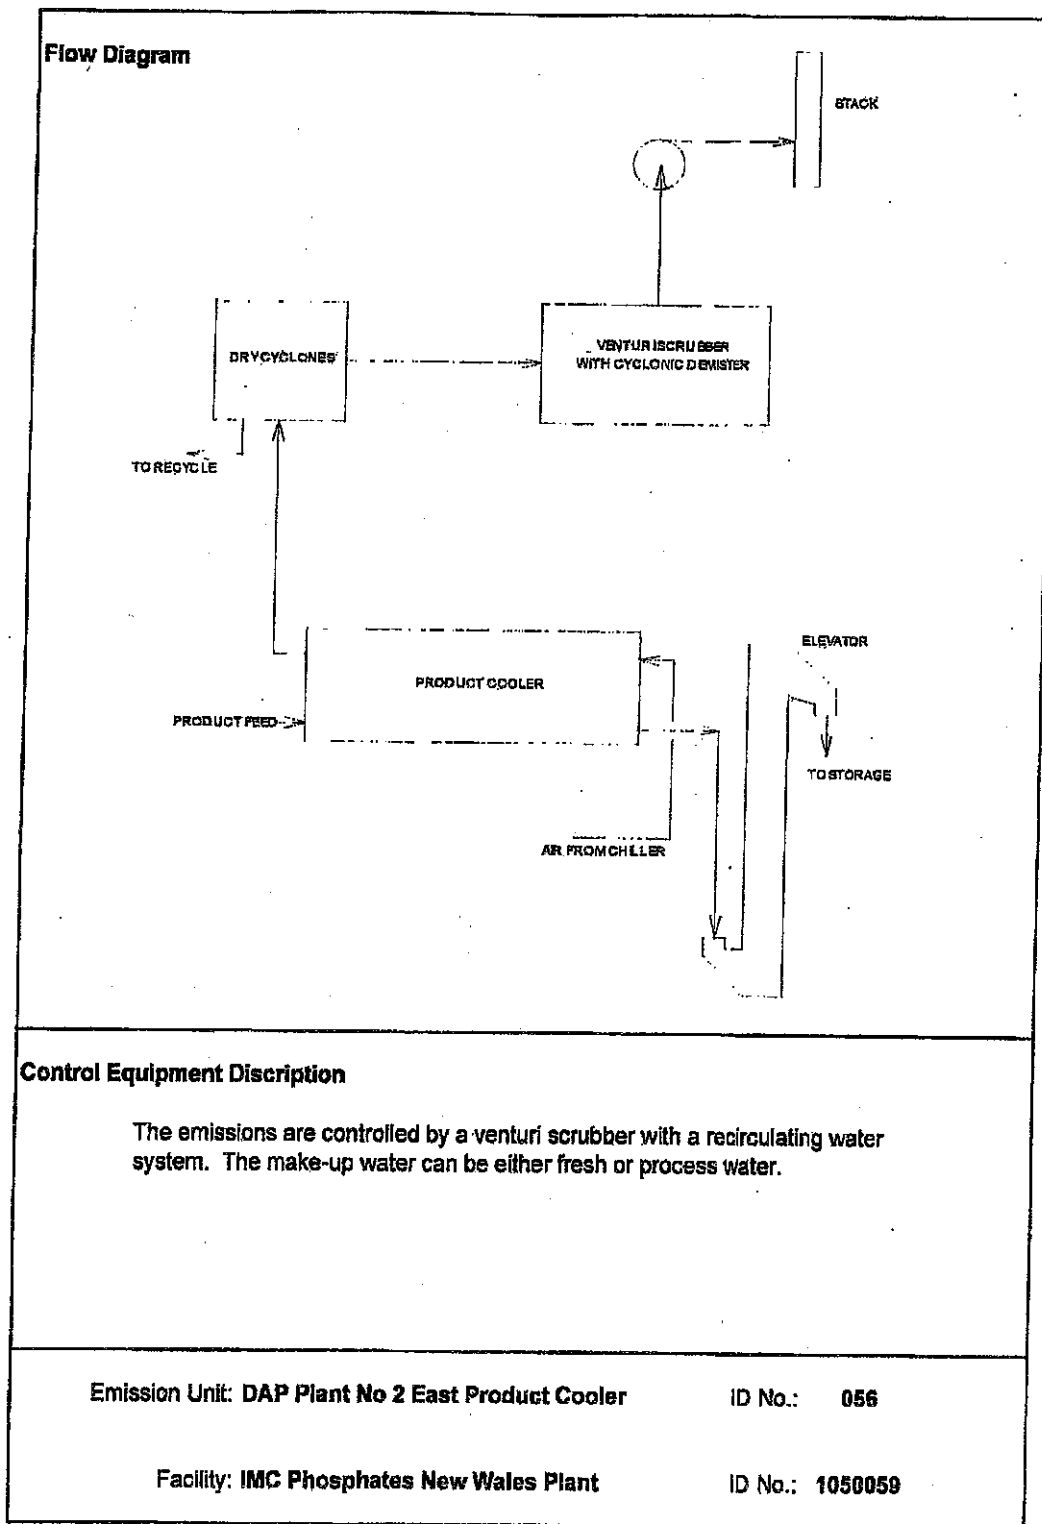 Flow Diagram
STACK
DRY CYCLONES
VENTURI SCRUBBER
WITH CYCLONIC DEMISTER
TO RECYCLE
ELEVATOR
PRODUCT COOLER
PRODUCT FEED
TO STORAGE
AIR FROM CHILLER
Control Equipment Discription
The emissions are controlled by a venturi scrubber with a recirculating water
system. The make-up water can be either fresh or process water.
Emission Unit: DAP Plant No 2 East Product Cooler ID No.: 056
Facility: IMC Phosphates New Wales Plant ID No.: 1050059